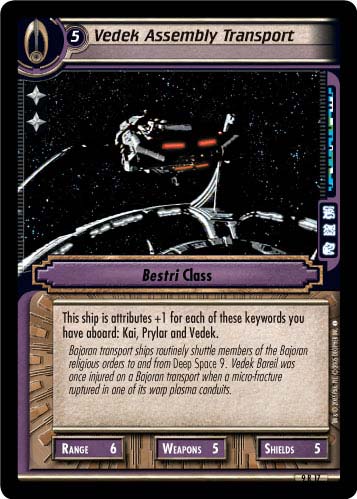 5 Vedek Assembly Transport
Bestri Class
This ship is attributes +1 for each of these keywords you
have aboard: Kai, Prylar and Vedek.
Bajoran transport ships routinely shuttle members of the Bajoran
religious orders to and from Deep Space 9. Vedek Bareil was
once injured on a Bajoran transport when a micro-fracture
ruptured in one of its warp plasma conduits.
RANGE 6 WEAPONS 5 SHIELDS 5
9 R 17